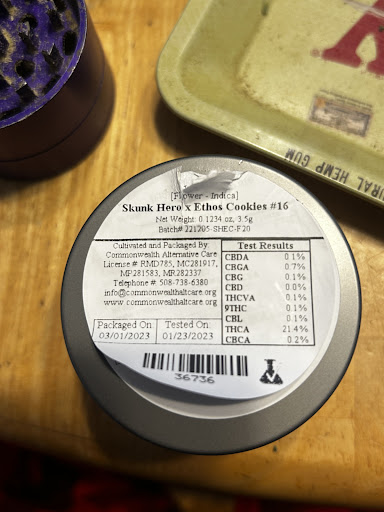 URAL HEMP GUM
[Flower - Indica]
Skunk Hero x Ethos Cookies #16
Net Weight: 0.1234 oz, 3.5g
Batch# 221205-SHEC-F20
Cultivated and Packaged By
Commonwealth Alternative Care
License #: RMD785, MC281917,
MP281583, MR282337
Telephone #: 508-738-6380
info@commonwealthaltcare.org
www.commonwealthaltcare.org
Packaged On:
03/01/2023
Tested On:
01/23/2023
Test Results
CBDA 0.1%
CBGA 0.7%
CBG 0.1%
CBD 0.0%
THCVA 0.1%
9THC 0.1%
CBL 0.1%
THCA 21.4%
CBCA 0.2%
36736